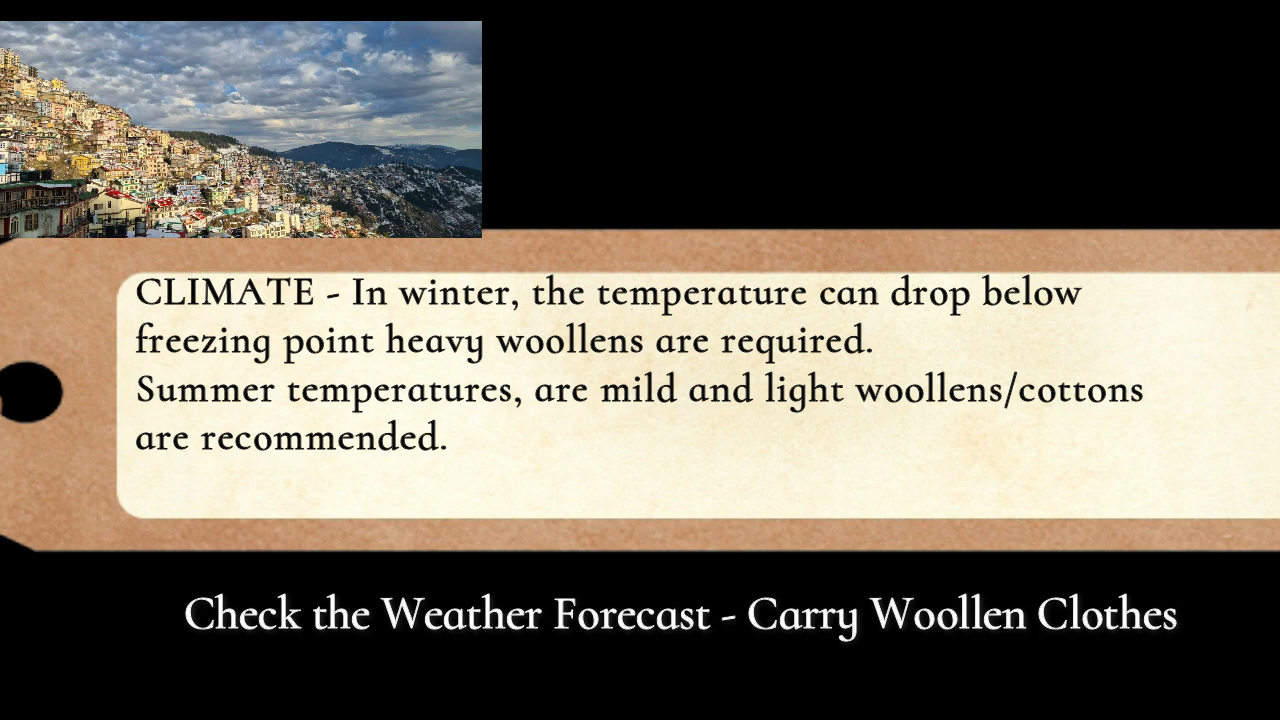 CLIMATE - In winter, the temperature can drop below
freezing point heavy woollens are required.
Summer temperatures, are mild and light woollens/cottons
are recommended.
Check the Weather Forecast - Carry Woollen Clothes